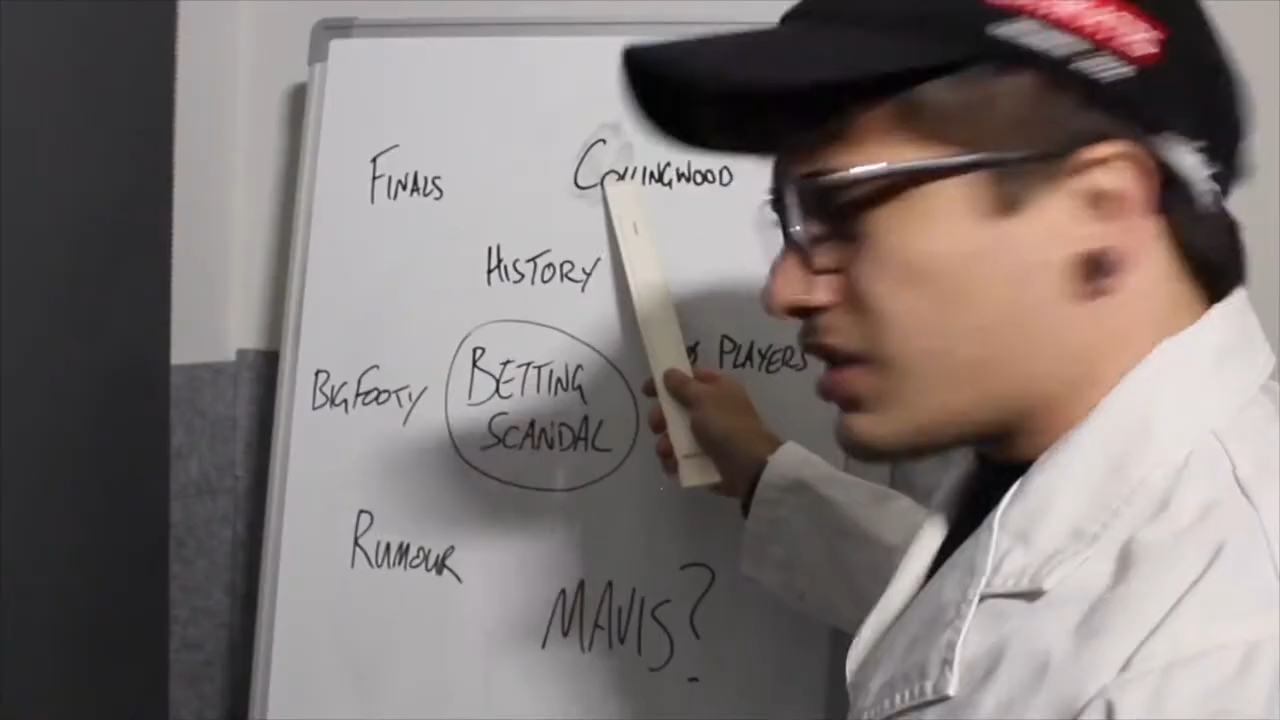 FINALS
COLLINGWOOD
HISTORY
PLAYERS
BIGFOOTY
BETTING
SCANDAL
RUMOUR
MAVIS?